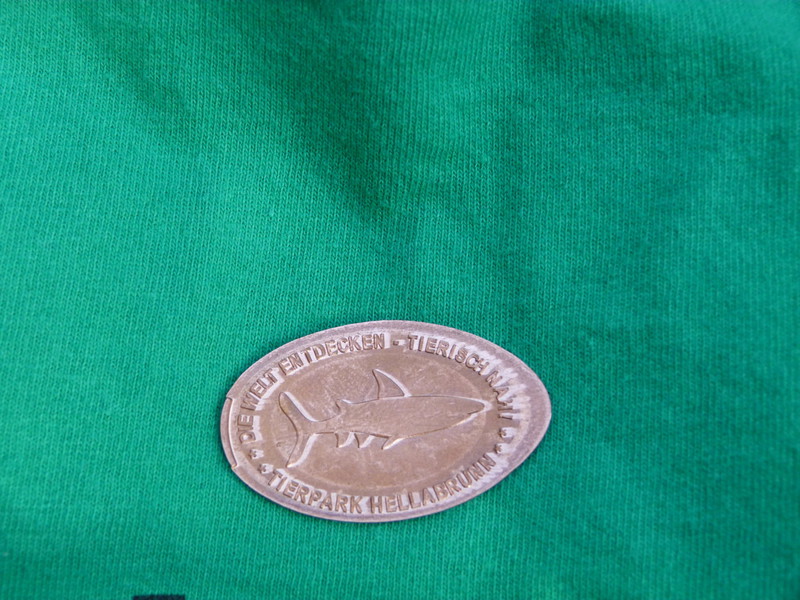 DIE WELT ENTDECKEN - TIERISCH NAH!
TIERPARK HELLABRUNN